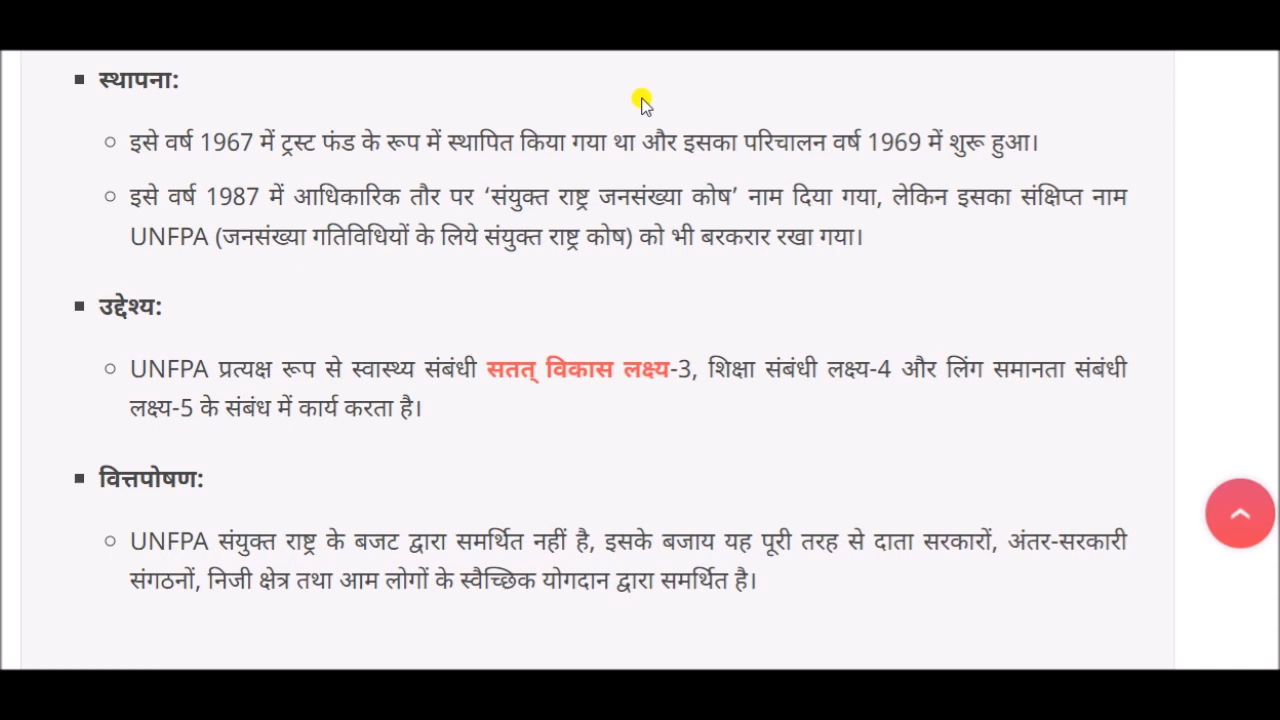 स्थापना:
इसे वर्ष 1967 में ट्रस्ट फंड के रूप में स्थापित किया गया था और इसका परिचालन वर्ष 1969 में शुरू हुआ।
इसे वर्ष 1987 में आधिकारिक तौर पर ‘संयुक्त राष्ट्र जनसंख्या कोष’ नाम दिया गया, लेकिन इसका संक्षिप्त नाम
UNFPA (जनसंख्या गतिविधियों के लिये संयुक्त राष्ट्र कोष) को भी बरकरार रखा गया।
उद्देश्य:
UNFPA प्रत्यक्ष रूप से स्वास्थ्य संबंधी सतत् विकास लक्ष्य-3, शिक्षा संबंधी लक्ष्य-4 और लिंग समानता संबंधी
लक्ष्य-5 के संबंध में कार्य करता है।
वित्तपोषण:
UNFPA संयुक्त राष्ट्र के बजट द्वारा समर्थित नहीं है, इसके बजाय यह पूरी तरह से दाता सरकारों, अंतर-सरकारी
संगठनों, निजी क्षेत्र तथा आम लोगों के स्वैच्छिक योगदान द्वारा समर्थित है।